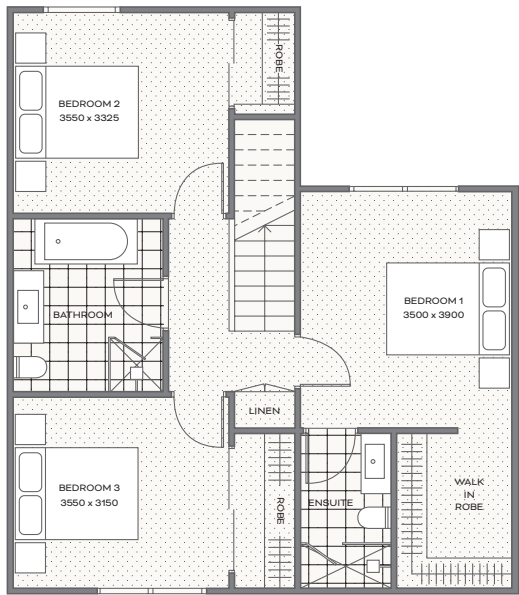 ROBE
BEDROOM 2
3550 x 3325
BATHROOM
BEDROOM 1
3500 x 3900
LINEN
BEDROOM 3
3550 x 3150
ROBE
ENSUITE
WALK
IN
ROBE